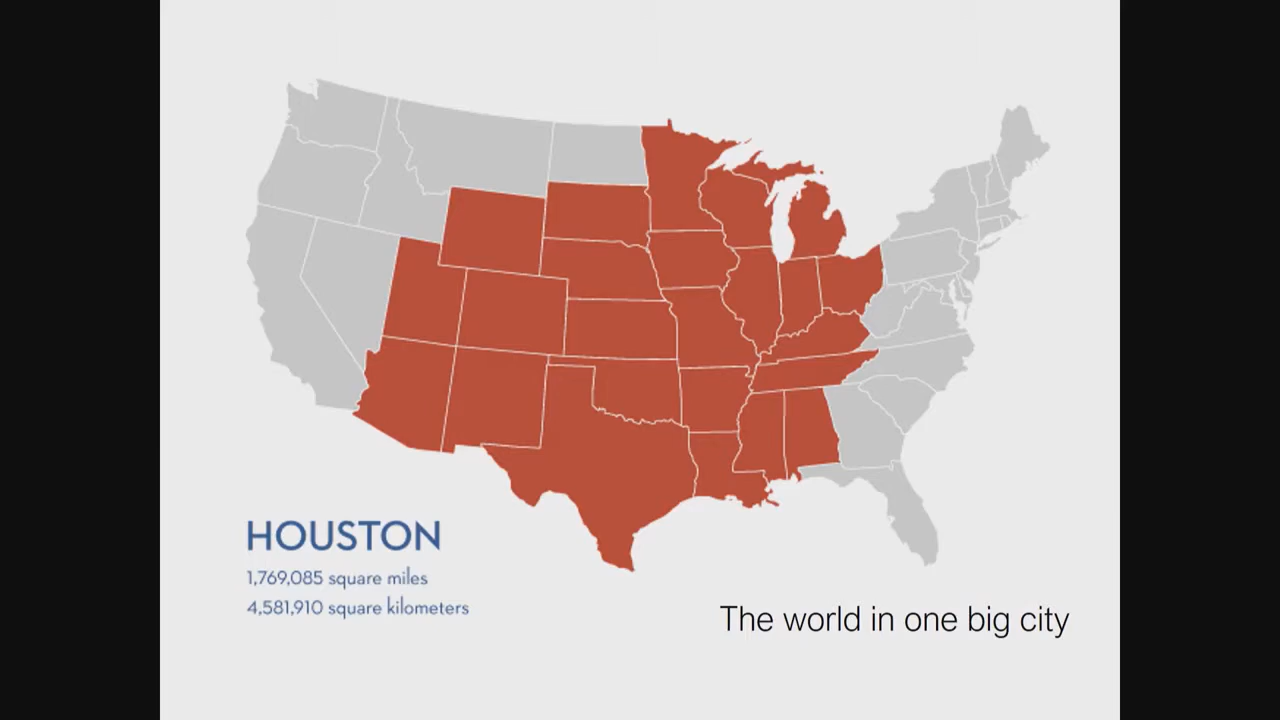 HOUSTON
1,769,085 square miles
4,581,910 square kilometers
The world in one big city